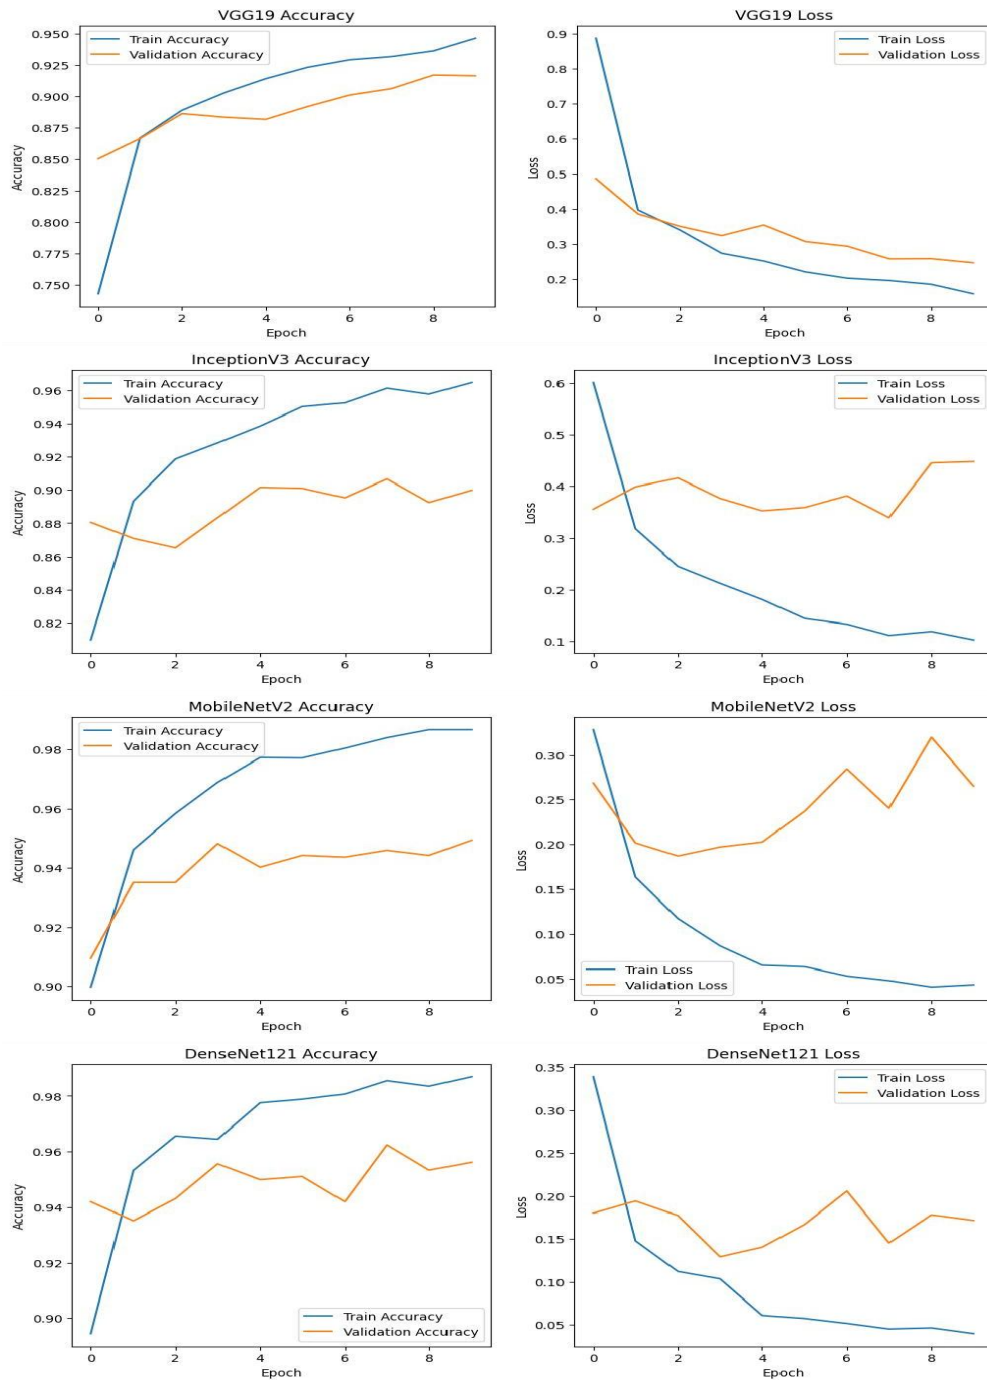 VGG19 Accuracy
0.950
0.925
0.900
0.875
0.850
0.825
0.800
0.775
0.750
Accuracy
Train Accuracy
Validation Accuracy
0 2 4 6 8
Epoch
VGG19 Loss
0.9
0.8
0.7
0.6
0.5
0.4
0.3
0.2
Loss
Train Loss
Validation Loss
0 2 4 6 8
Epoch
InceptionV3 Accuracy
0.96
0.94
0.92
0.90
0.88
0.86
0.84
0.82
Accuracy
Train Accuracy
Validation Accuracy
0 2 4 6 8
Epoch
InceptionV3 Loss
0.6
0.5
0.4
0.3
0.2
0.1
Loss
Train Loss
Validation Loss
0 2 4 6 8
Epoch
MobileNetV2 Accuracy
0.98
0.96
0.94
0.92
0.90
Accuracy
Train Accuracy
Validation Accuracy
0 2 4 6 8
Epoch
MobileNetV2 Loss
0.30
0.25
0.20
0.15
0.10
0.05
Loss
Train Loss
Validation Loss
0 2 4 6 8
Epoch
DenseNet121 Accuracy
0.98
0.96
0.94
0.92
0.90
Accuracy
Train Accuracy
Validation Accuracy
0 2 4 6 8
Epoch
DenseNet121 Loss
0.35
0.30
0.25
0.20
0.15
0.10
0.05
Loss
Train Loss
Validation Loss
0 2 4 6 8
Epoch